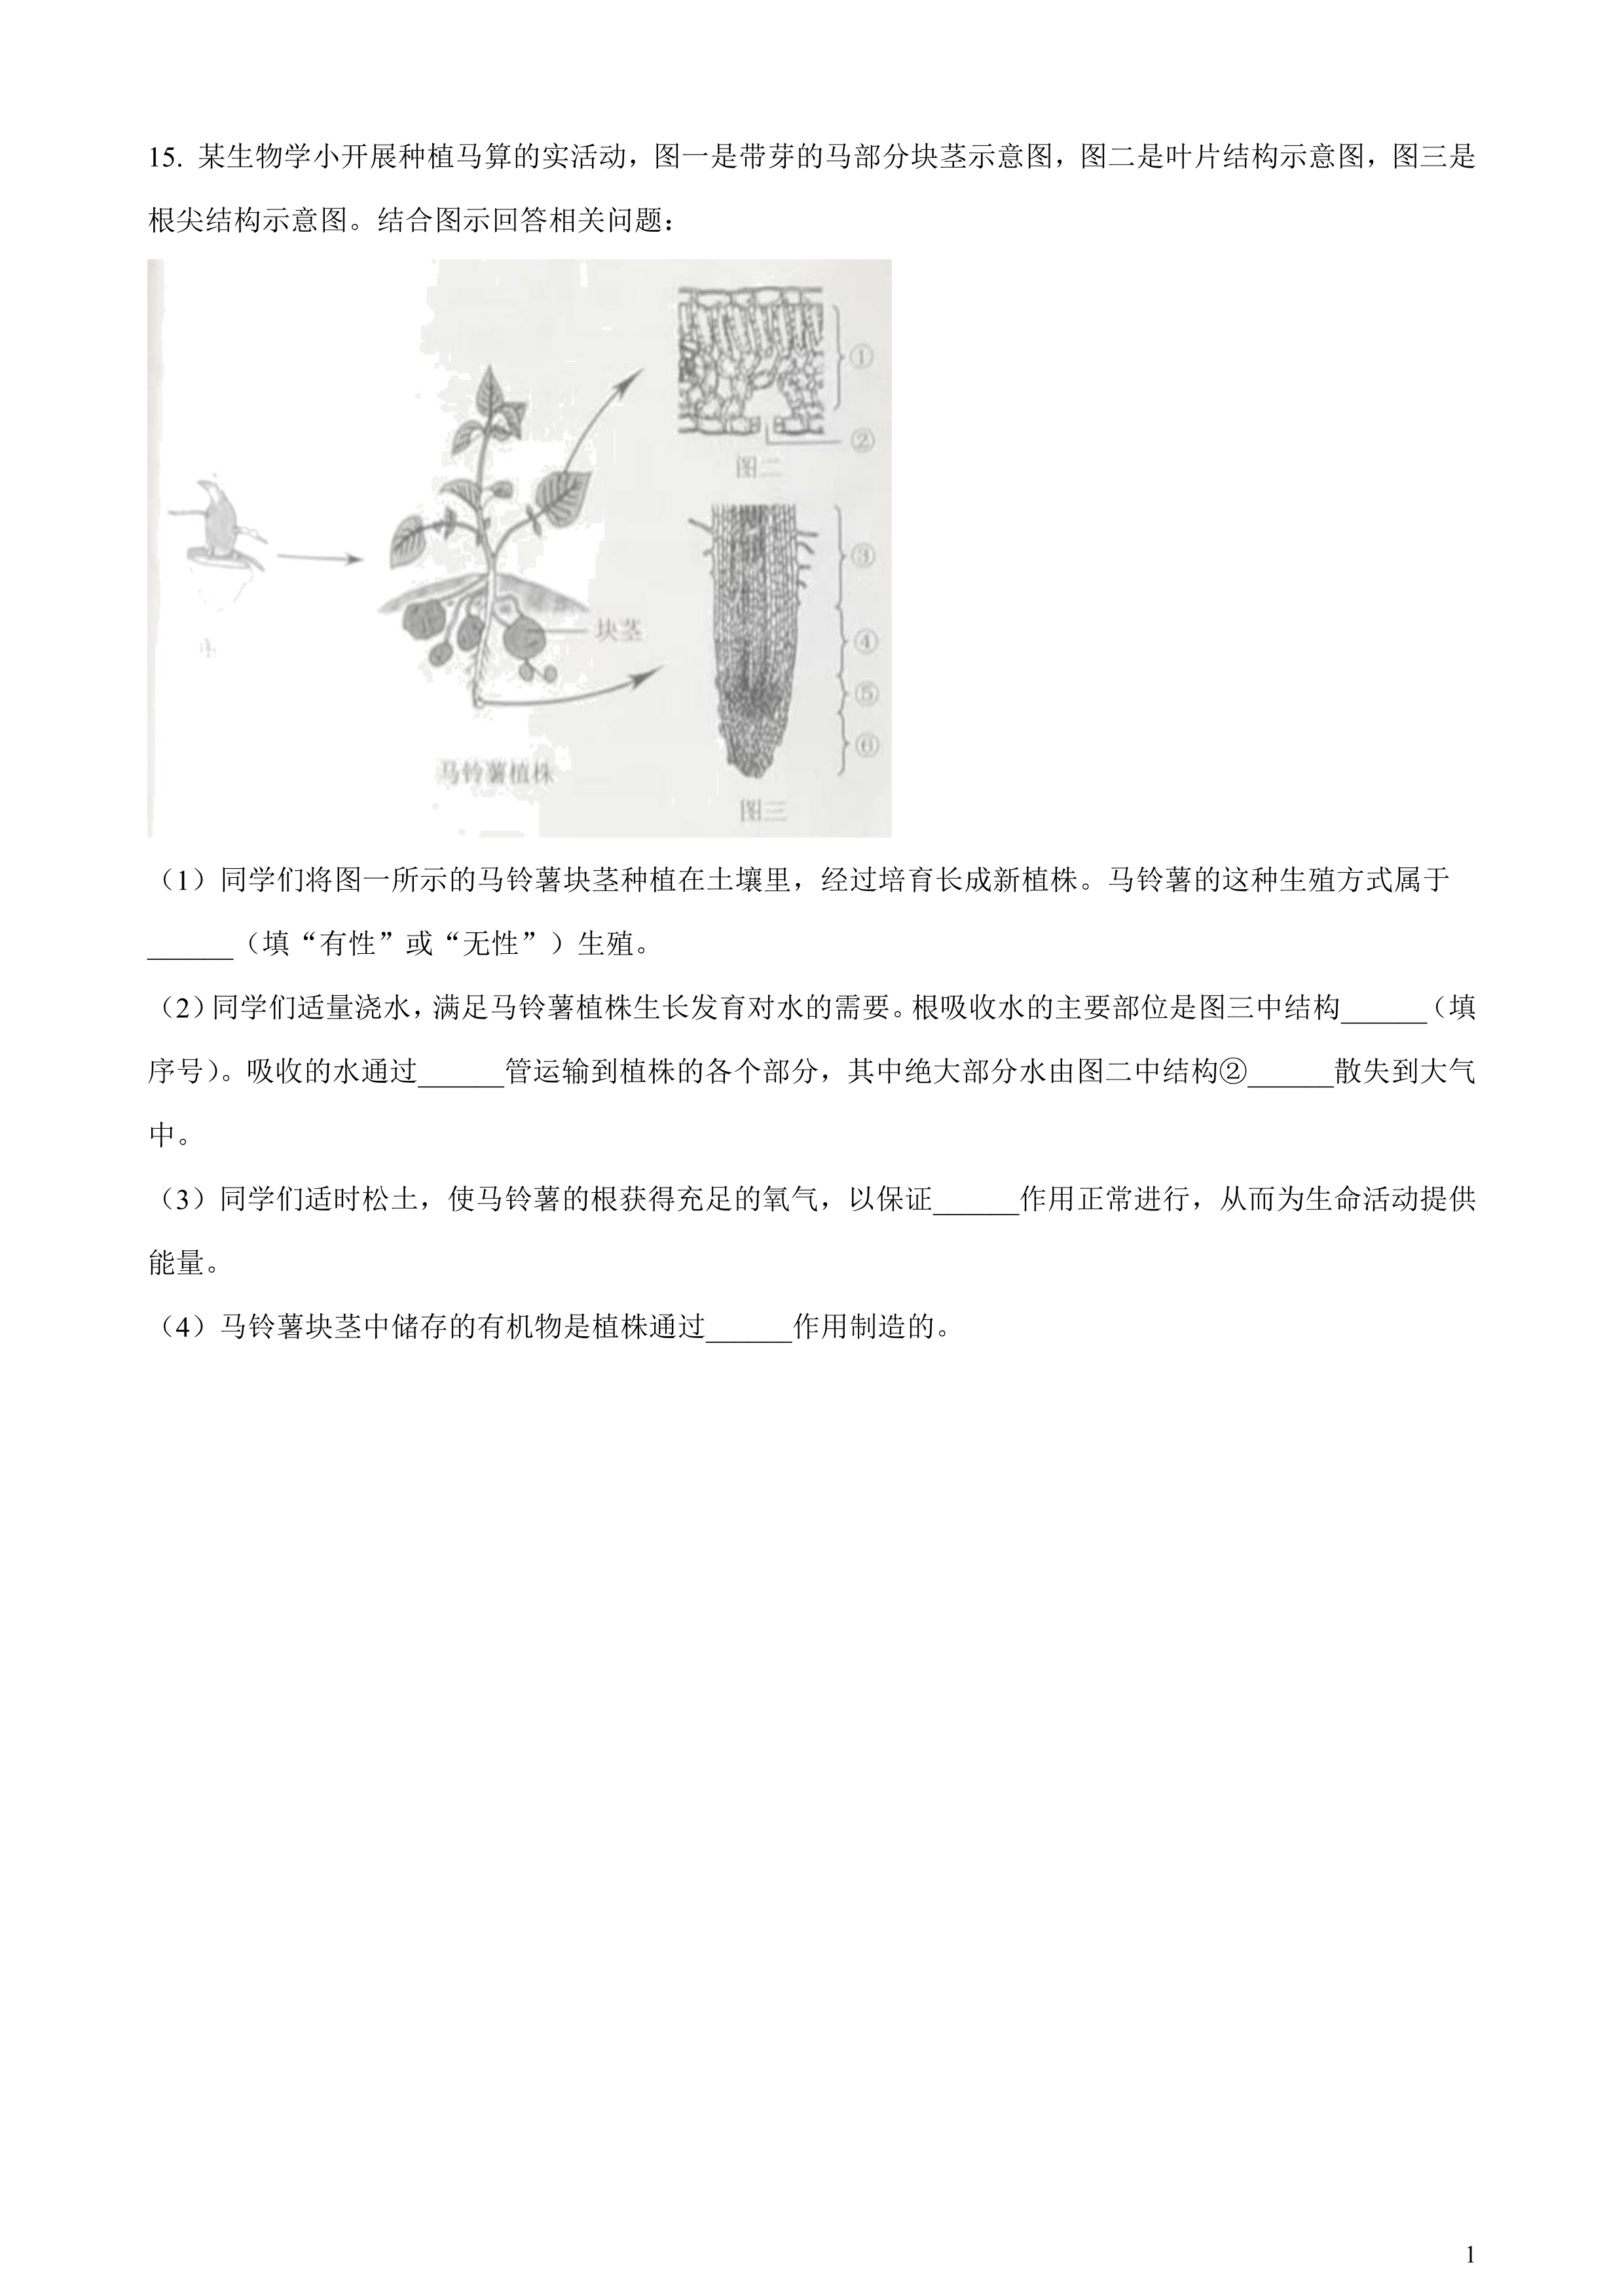 15. 某生物学小开展种植马算的实活动，图一是带芽的马部分块茎示意图，图二是叶片结构示意图，图三是
根尖结构示意图。结合图示回答相关问题：
①
②
图二
③
块茎
④
⑤
⑥
马铃薯植株
图三
（1）同学们将图一所示的马铃薯块茎种植在土壤里，经过培育长成新植株。马铃薯的这种生殖方式属于
______（填“有性”或“无性”）生殖。
（2）同学们适量浇水，满足马铃薯植株生长发育对水的需要。根吸收水的主要部位是图三中结构______（填
序号）。吸收的水通过______管运输到植株的各个部分，其中绝大部分水由图二中结构②______散失到大气
中。
（3）同学们适时松土，使马铃薯的根获得充足的氧气，以保证______作用正常进行，从而为生命活动提供
能量。
（4）马铃薯块茎中储存的有机物是植株通过______作用制造的。
1